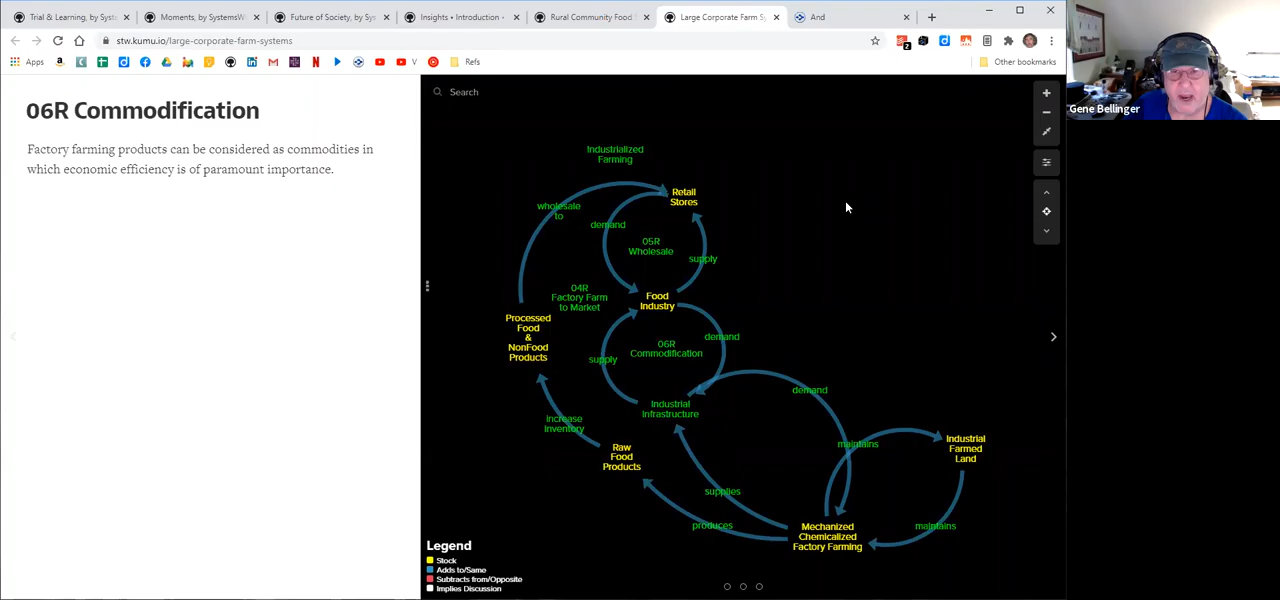 Trial & Learning, by Syst
Moments, by SystemsWi
Future of Society, by Sys
Insights • Introduction -
Rural Community Food
Large Corporate Farm Sy
And
stw.kumu.io/large-corporate-farm-systems
2
Apps
V
Refs
Other bookmarks
06R Commodification
Factory farming products can be considered as commodities in
which economic efficiency is of paramount importance.
Search
Gene Bellinger
Industrialized
Farming
Retail
Stores
wholesale
to
demand
05R
Wholesale
supply
04R
Factory Farm
to Market
Food
Industry
Processed
Food
&
NonFood
Products
demand
06R
Commodification
supply
demand
Industrial
Infrastructure
increase
Inventory
maintains
Industrial
Farmed
Land
Raw
Food
Products
supplies
produces
maintains
Mechanized
Chemicalized
Factory Farming
Legend
Stock
Adds to/Same
Subtracts from/Opposite
Implies Discussion